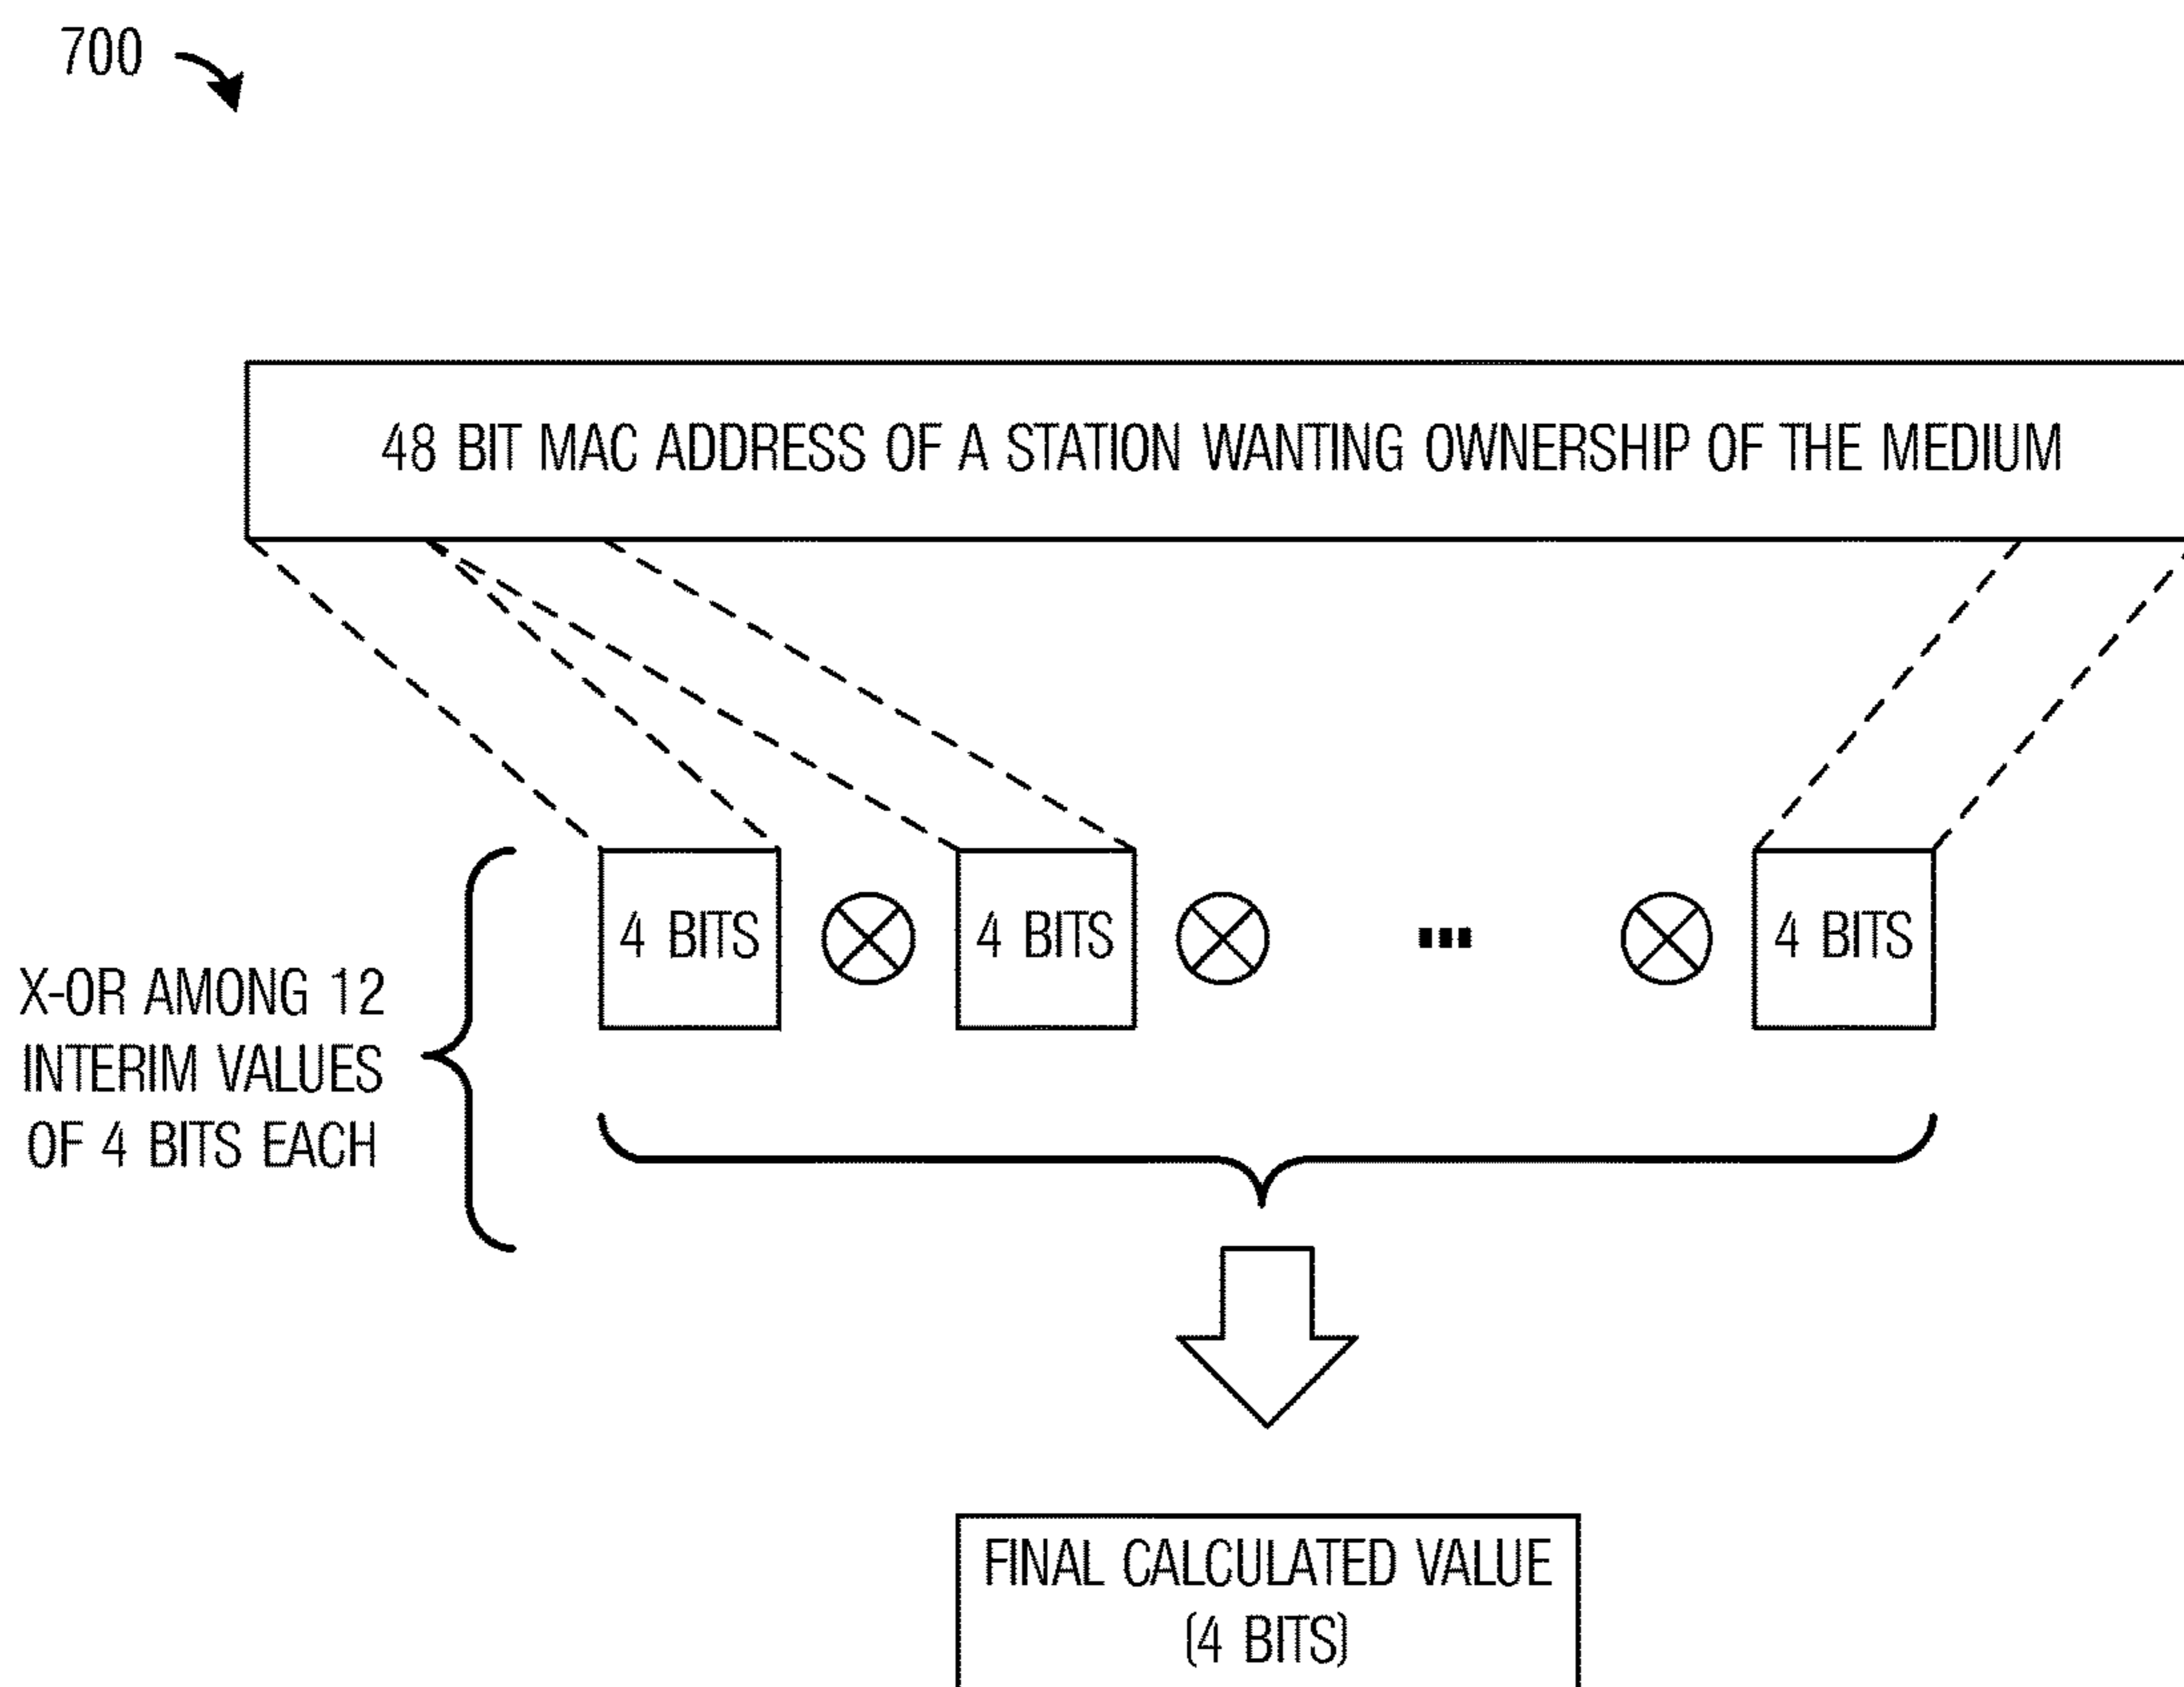 700
48 BIT MAC ADDRESS OF A STATION WANTING OWNERSHIP OF THE MEDIUM
4 BITS
4 BITS
4 BITS
X-OR AMONG 12
INTERIM VALUES
OF 4 BITS EACH
FINAL CALCULATED VALUE
(4 BITS)